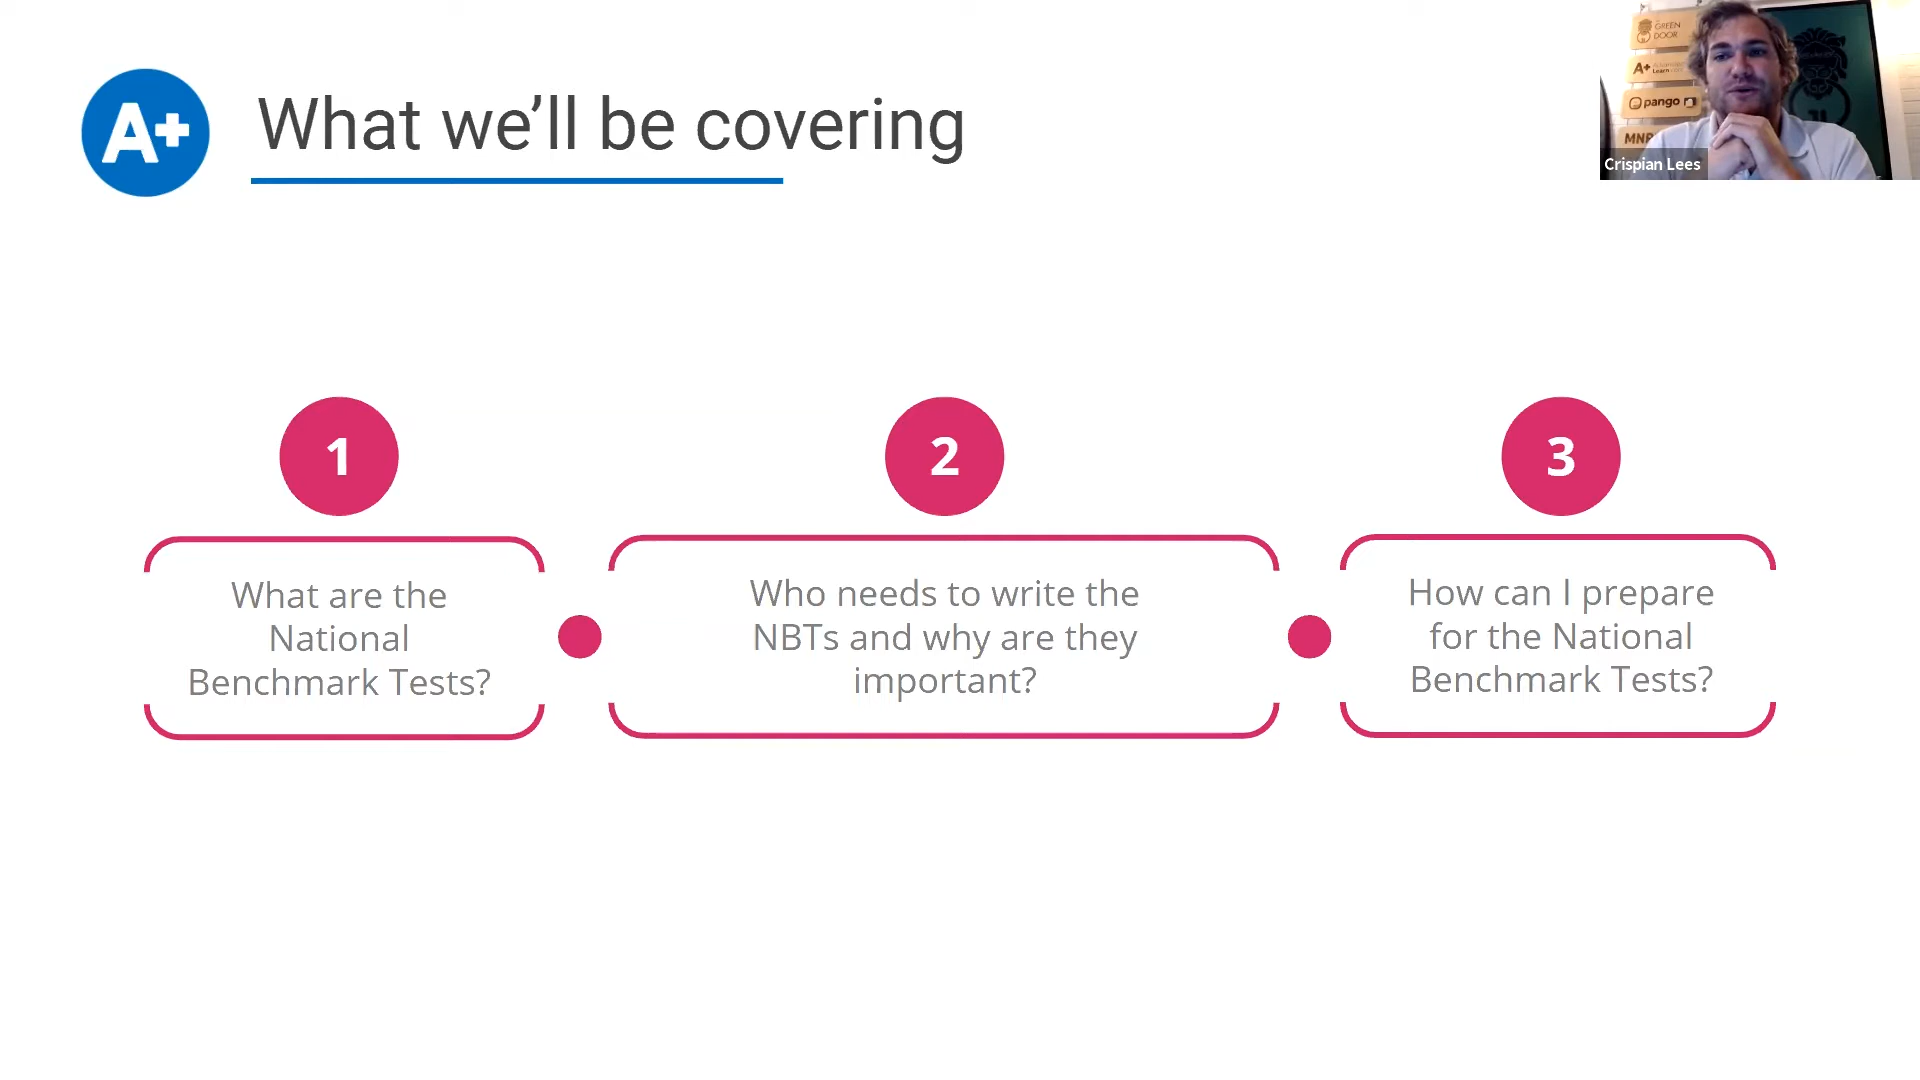 A+
What we’ll be covering
GREEN
DOOR
A+
Learn
pango
Crispian Lees
1
2
3
What are the
National
Benchmark Tests?
Who needs to write the
NBTs and why are they
important?
How can I prepare
for the National
Benchmark Tests?